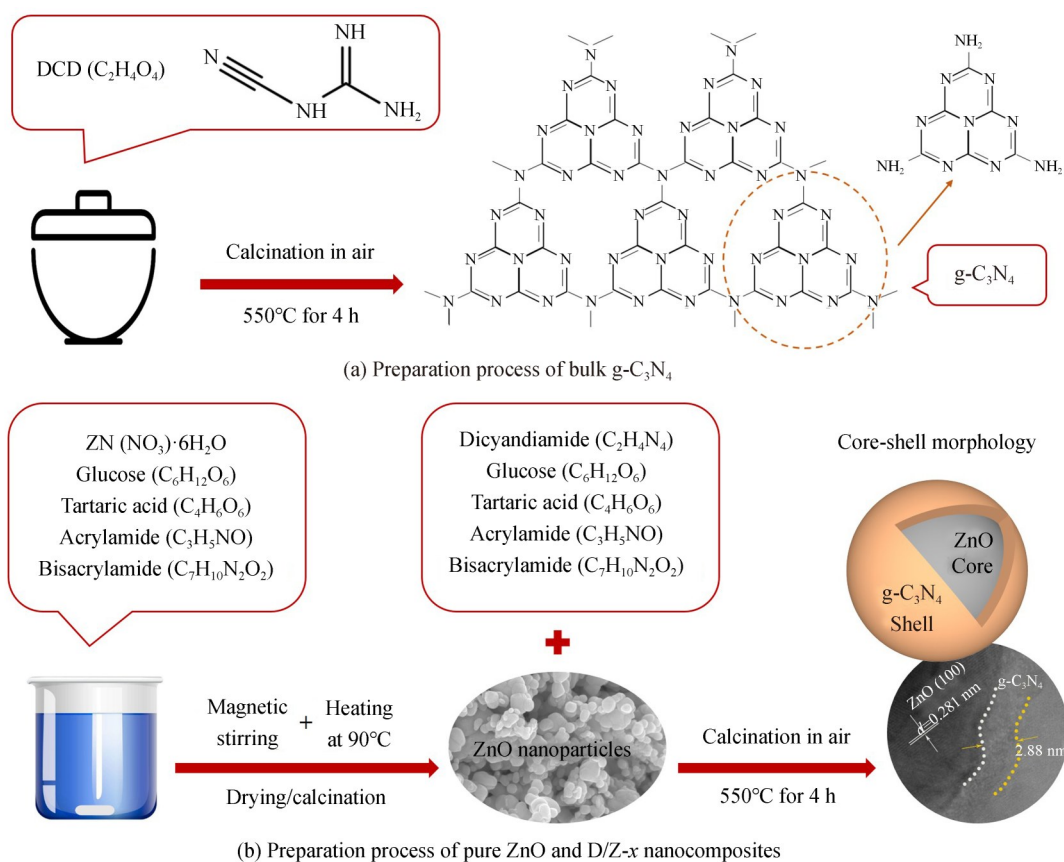 DCD (C₂H₄O₄)
N
NH
NH
NH₂
Calcination in air
550℃ for 4 h
N
N
N N N N
N N N N N N
N N N N N
N N N
N N N N N N
N N N N N N N N N
N N N N N N N
NH₂
N N
N N N
NH₂ N NH₂
g-C₃N₄
(a) Preparation process of bulk g-C₃N₄
ZN (NO₃)·6H₂O
Glucose (C₆H₁₂O₆)
Tartaric acid (C₄H₆O₆)
Acrylamide (C₃H₅NO)
Bisacrylamide (C₇H₁₀N₂O₂)
Dicyandiamide (C₂H₄N₄)
Glucose (C₆H₁₂O₆)
Tartaric acid (C₄H₆O₆)
Acrylamide (C₃H₅NO)
Bisacrylamide (C₇H₁₀N₂O₂)
Core-shell morphology
ZnO
Core
g-C₃N₄
Shell
Magnetic
stirring
+
Heating
at 90℃
Drying/calcination
ZnO nanoparticles
Calcination in air
550℃ for 4 h
ZnO (100)
d=0.281 nm
g-C₃N₄
2.88 nm
(b) Preparation process of pure ZnO and D/Z-x nanocomposites